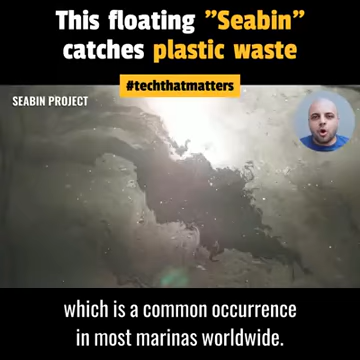 This floating "Seabin"
catches plastic waste
#techthatmatters
SEABIN PROJECT
which is a common occurrence
in most marinas worldwide.